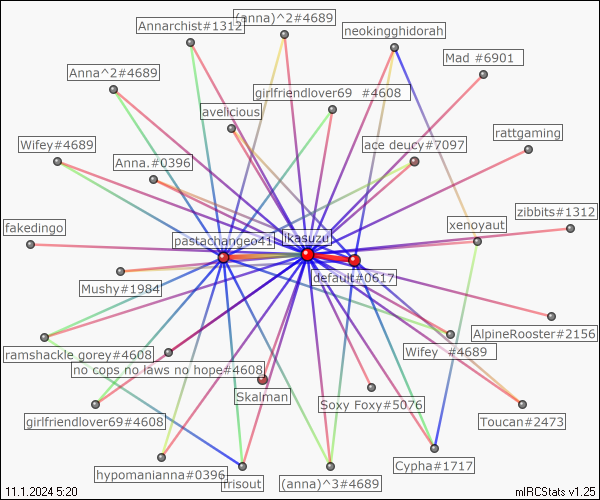 Annarchist#1312
(anna)^2#4689
neokingghidorah
Mad #6901
Anna^2#4689
girlfriendlover69 #4608
avelicious
rattgaming
Wifey#4689
Anna.#0396
ace deucy#7097
zibbits#1312
fakedingo
pastachangeo41
Ikasuzu
xenoyaut
default#0617
Mushy#1984
AlpineRooster#2156
ramshackle gorey#4608
Wifey #4689
no cops no laws no hope#4608
Skalman
Soxy Foxy#5076
girlfriendlover69#4608
Toucan#2473
hypomanianna#0396
(anna)^3#4689
Cypha#1717
11.1.2024 5:20
mIRCStats v1.25